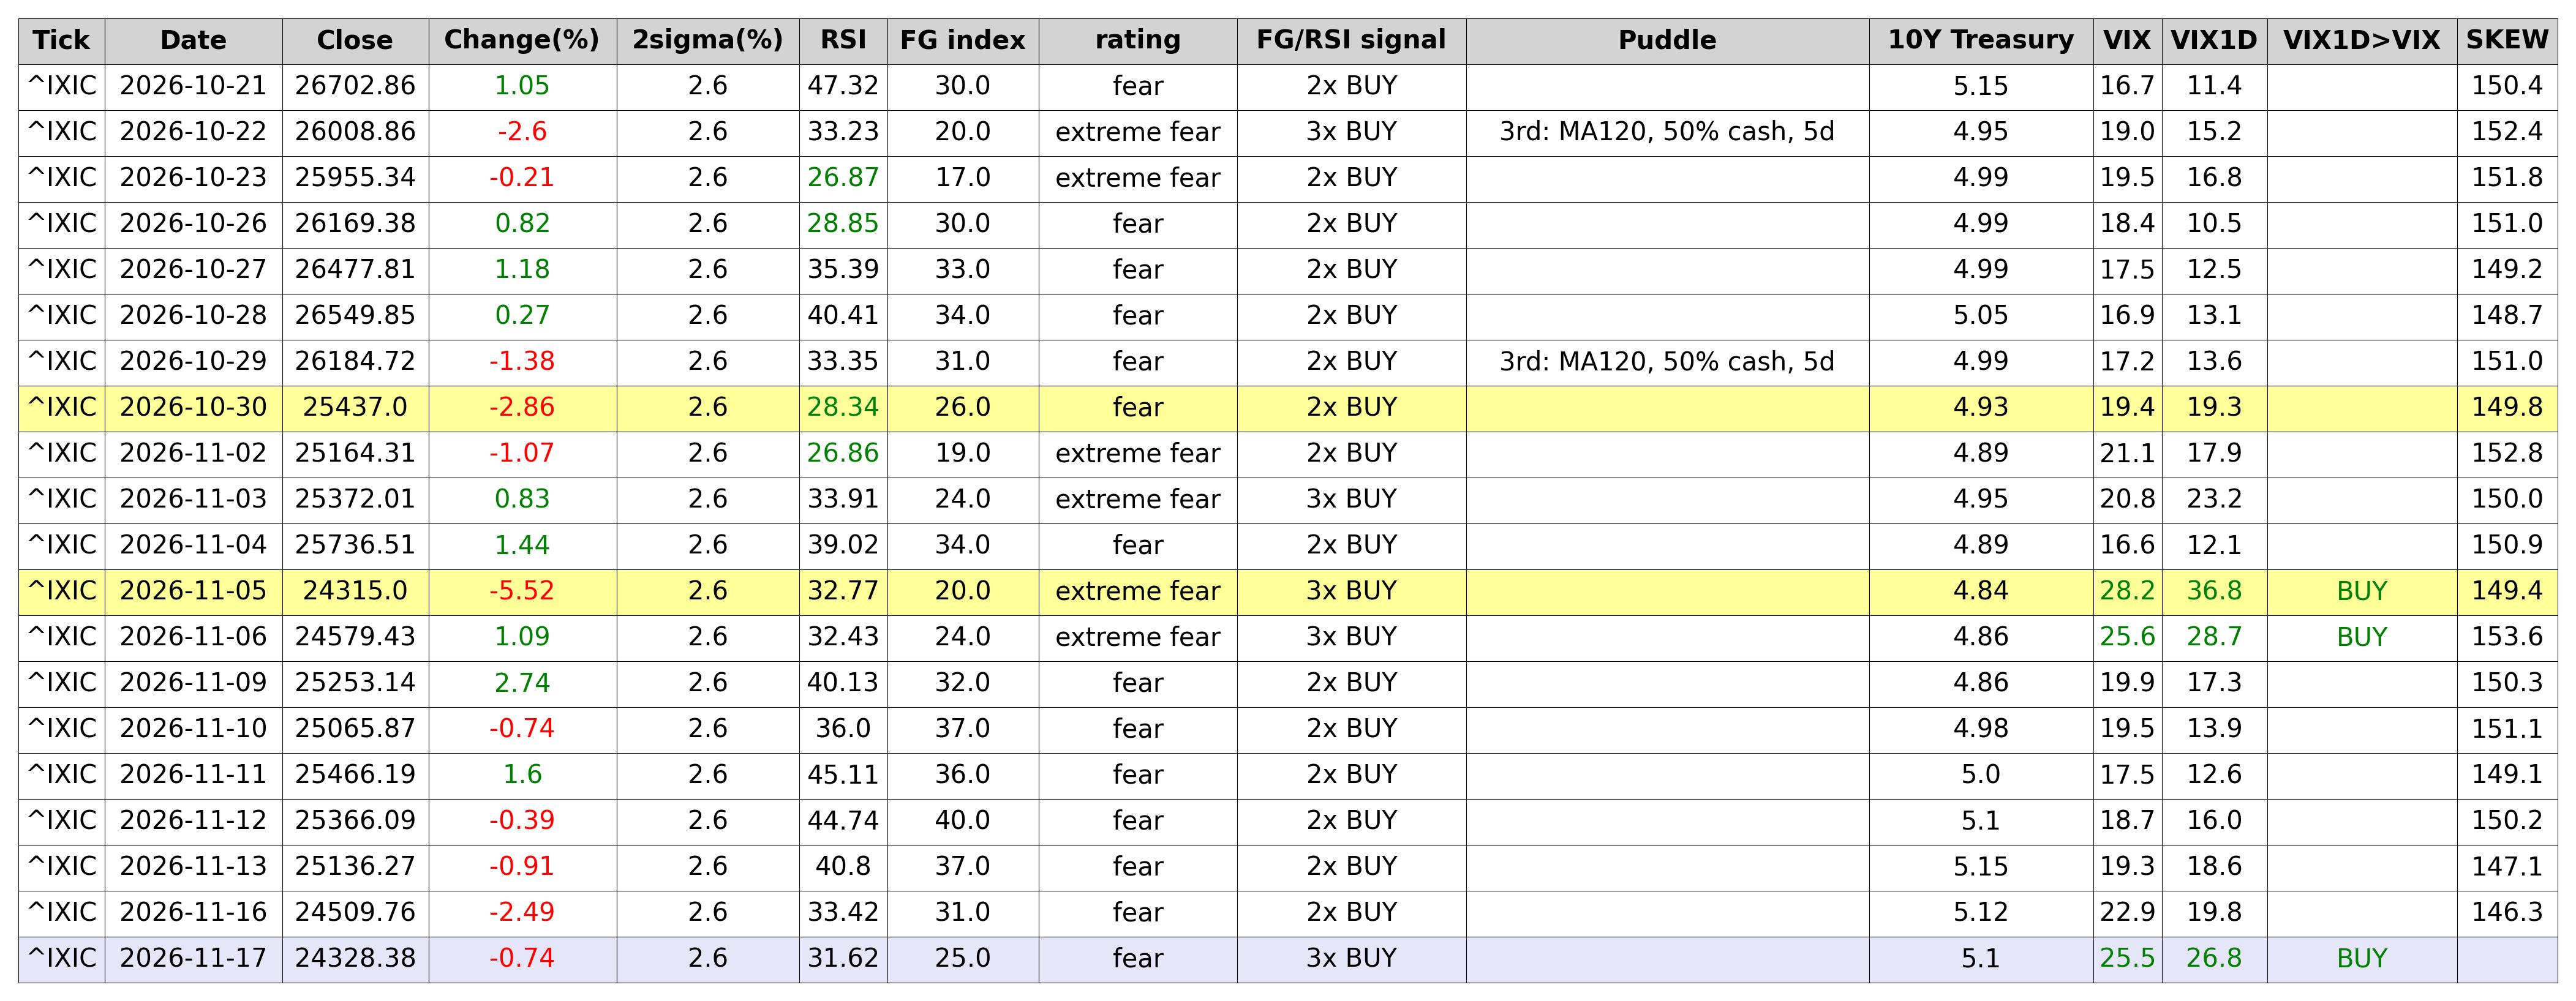 Tick Date Close Change(%) 2sigma(%) RSI FG index rating FG/RSI signal Puddle 10Y Treasury VIX VIX1D VIX1D>VIX SKEW
^IXIC 2026-10-21 26702.86 1.05 2.6 47.32 30.0 fear 2x BUY 5.15 16.7 11.4 150.4
^IXIC 2026-10-22 26008.86 -2.6 2.6 33.23 20.0 extreme fear 3x BUY 3rd: MA120, 50% cash, 5d 4.95 19.0 15.2 152.4
^IXIC 2026-10-23 25955.34 -0.21 2.6 26.87 17.0 extreme fear 2x BUY 4.99 19.5 16.8 151.8
^IXIC 2026-10-26 26169.38 0.82 2.6 28.85 30.0 fear 2x BUY 4.99 18.4 10.5 151.0
^IXIC 2026-10-27 26477.81 1.18 2.6 35.39 33.0 fear 2x BUY 4.99 17.5 12.5 149.2
^IXIC 2026-10-28 26549.85 0.27 2.6 40.41 34.0 fear 2x BUY 5.05 16.9 13.1 148.7
^IXIC 2026-10-29 26184.72 -1.38 2.6 33.35 31.0 fear 2x BUY 3rd: MA120, 50% cash, 5d 4.99 17.2 13.6 151.0
^IXIC 2026-10-30 25437.0 -2.86 2.6 28.34 26.0 fear 2x BUY 4.93 19.4 19.3 149.8
^IXIC 2026-11-02 25164.31 -1.07 2.6 26.86 19.0 extreme fear 2x BUY 4.89 21.1 17.9 152.8
^IXIC 2026-11-03 25372.01 0.83 2.6 33.91 24.0 extreme fear 3x BUY 4.95 20.8 23.2 150.0
^IXIC 2026-11-04 25736.51 1.44 2.6 39.02 34.0 fear 2x BUY 4.89 16.6 12.1 150.9
^IXIC 2026-11-05 24315.0 -5.52 2.6 32.77 20.0 extreme fear 3x BUY 4.84 28.2 36.8 BUY 149.4
^IXIC 2026-11-06 24579.43 1.09 2.6 32.43 24.0 extreme fear 3x BUY 4.86 25.6 28.7 BUY 153.6
^IXIC 2026-11-09 25253.14 2.74 2.6 40.13 32.0 fear 2x BUY 4.86 19.9 17.3 150.3
^IXIC 2026-11-10 25065.87 -0.74 2.6 36.0 37.0 fear 2x BUY 4.98 19.5 13.9 151.1
^IXIC 2026-11-11 25466.19 1.6 2.6 45.11 36.0 fear 2x BUY 5.0 17.5 12.6 149.1
^IXIC 2026-11-12 25366.09 -0.39 2.6 44.74 40.0 fear 2x BUY 5.1 18.7 16.0 150.2
^IXIC 2026-11-13 25136.27 -0.91 2.6 40.8 37.0 fear 2x BUY 5.15 19.3 18.6 147.1
^IXIC 2026-11-16 24509.76 -2.49 2.6 33.42 31.0 fear 2x BUY 5.12 22.9 19.8 146.3
^IXIC 2026-11-17 24328.38 -0.74 2.6 31.62 25.0 fear 3x BUY 5.1 25.5 26.8 BUY